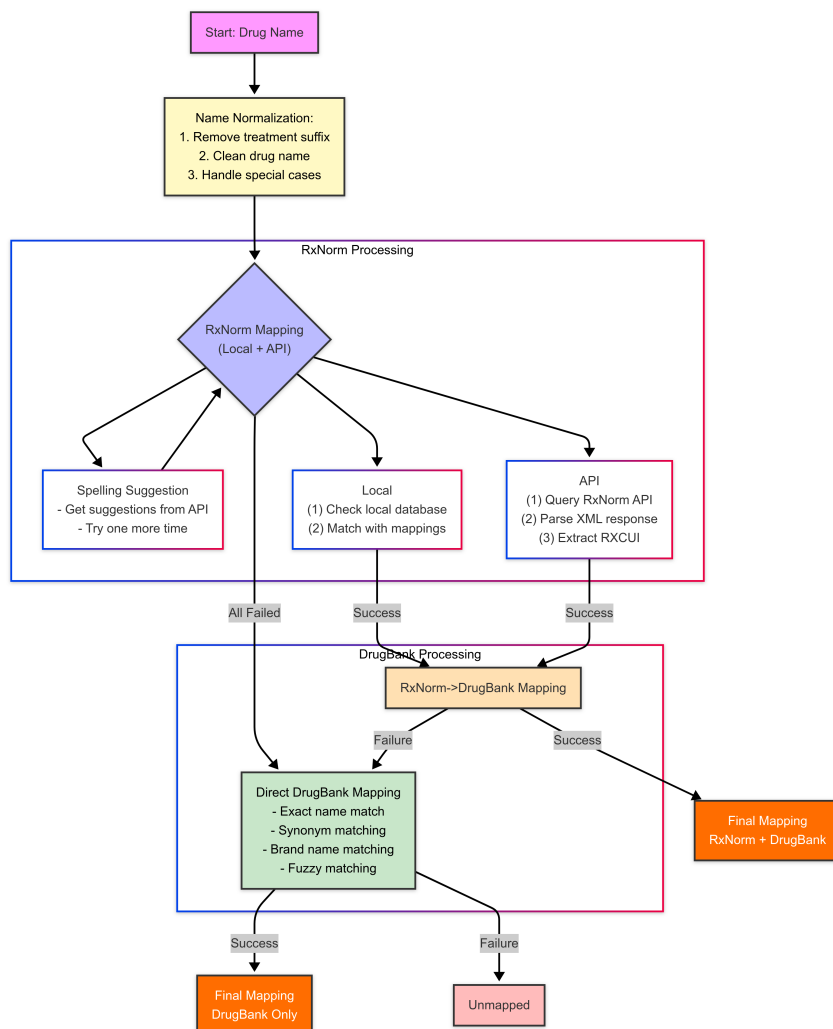 Start: Drug Name
Name Normalization:
1. Remove treatment suffix
2. Clean drug name
3. Handle special cases
RxNorm Processing
RxNorm Mapping
(Local + API)
Spelling Suggestion
- Get suggestions from API
- Try one more time
Local
(1) Check local database
(2) Match with mappings
API
(1) Query RxNorm API
(2) Parse XML response
(3) Extract RXCUI
All Failed
Success
Success
DrugBank Processing
RxNorm->DrugBank Mapping
Failure
Success
Direct DrugBank Mapping
- Exact name match
- Synonym matching
- Brand name matching
- Fuzzy matching
Final Mapping
RxNorm + DrugBank
Success
Failure
Final Mapping
DrugBank Only
Unmapped